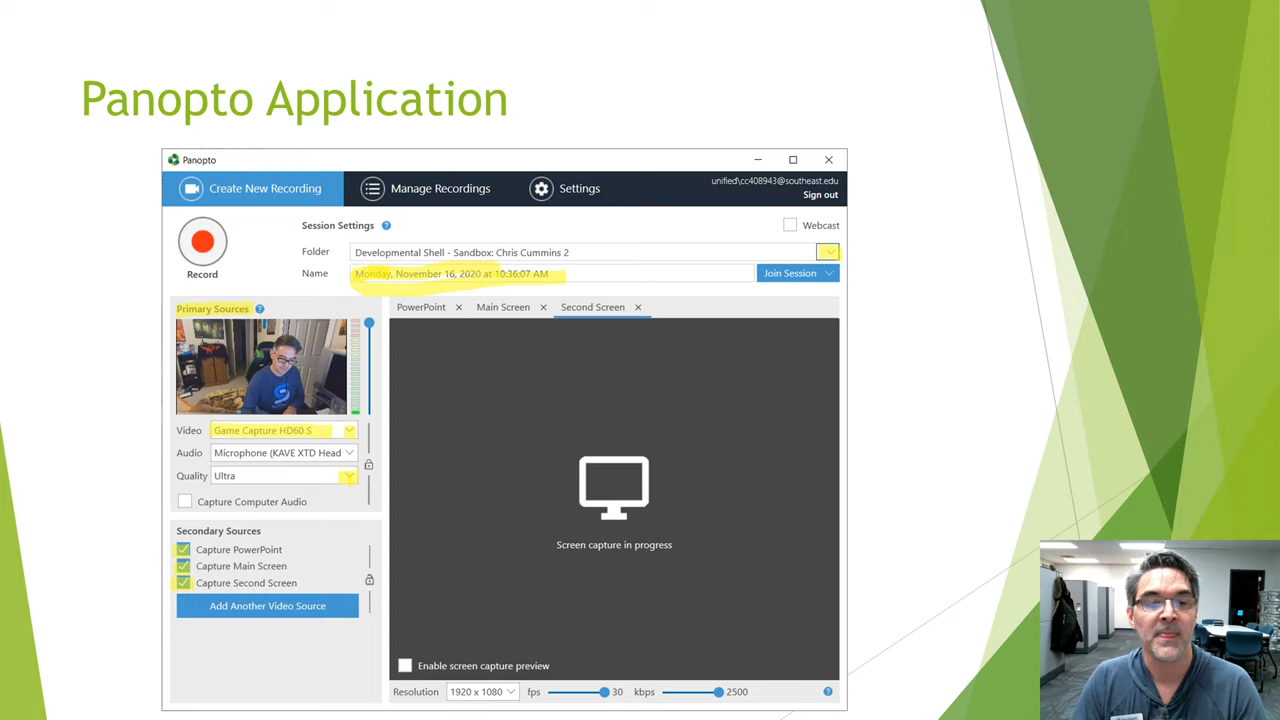 Panopto Application
Panopto
Create New Recording
Manage Recordings
Settings
unified\cc408943@southeast.edu
Sign out
Record
Session Settings ?
Webcast
Folder
Developmental Shell - Sandbox: Chris Cummins 2
Name
Monday, November 16, 2020 at 10:36:07 AM
Join Session
Primary Sources ?
PowerPoint
Main Screen
Second Screen
Video
Game Capture HD60 S
Audio
Microphone (KAVE XTD Head
Quality
Ultra
Capture Computer Audio
Secondary Sources
Capture PowerPoint
Capture Main Screen
Capture Second Screen
Add Another Video Source
Screen capture in progress
Enable screen capture preview
Resolution 1920 x 1080 fps 30 kbps 2500 ?